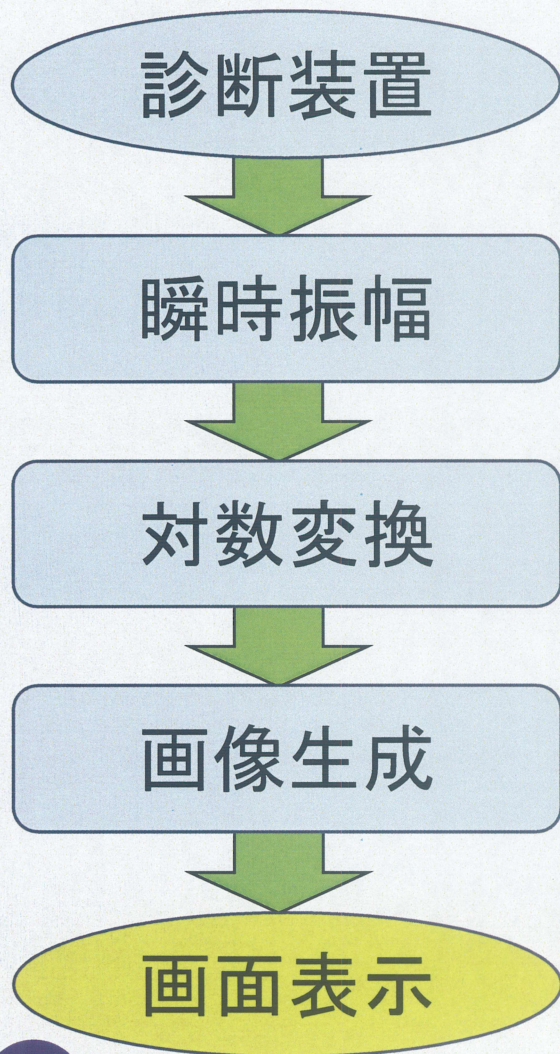 診断装置
瞬時振幅
対数変換
画像生成
画面表示